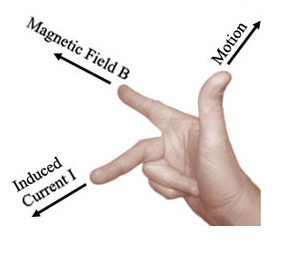 Magnetic Field B
Motion
Induced
Current I